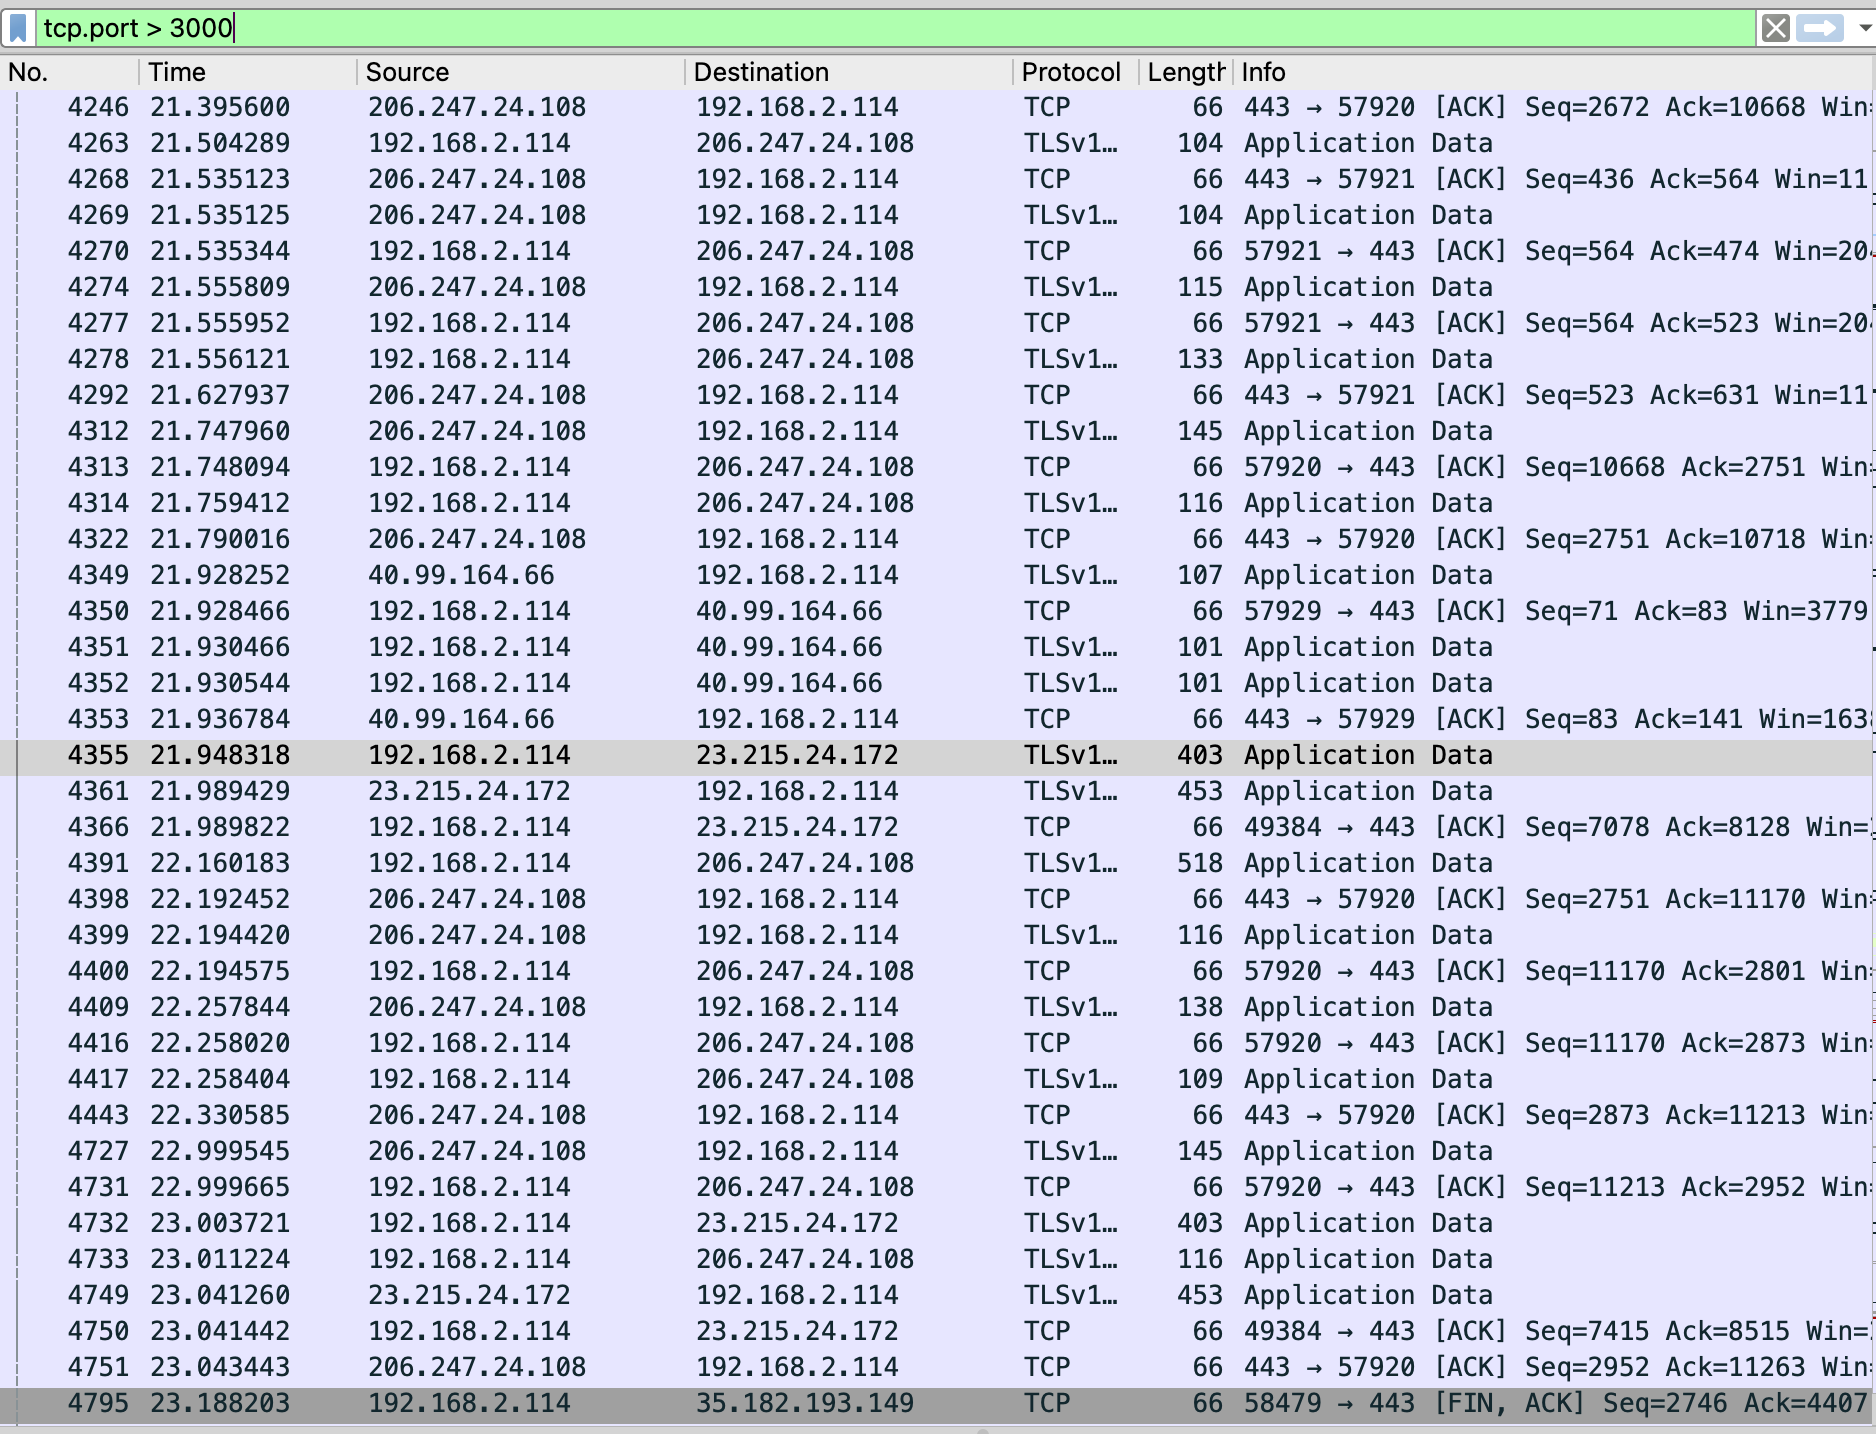 tcp.port > 3000
No. Time Source Destination Protocol Length Info
4246 21.395600 206.247.24.108 192.168.2.114 TCP 66 443 → 57920 [ACK] Seq=2672 Ack=10668 Win=
4263 21.504289 192.168.2.114 206.247.24.108 TLSv1… 104 Application Data
4268 21.535123 206.247.24.108 192.168.2.114 TCP 66 443 → 57921 [ACK] Seq=436 Ack=564 Win=11
4269 21.535125 206.247.24.108 192.168.2.114 TLSv1… 104 Application Data
4270 21.535344 192.168.2.114 206.247.24.108 TCP 66 57921 → 443 [ACK] Seq=564 Ack=474 Win=204
4274 21.555809 206.247.24.108 192.168.2.114 TLSv1… 115 Application Data
4277 21.555952 192.168.2.114 206.247.24.108 TCP 66 57921 → 443 [ACK] Seq=564 Ack=523 Win=204
4278 21.556121 192.168.2.114 206.247.24.108 TLSv1… 133 Application Data
4292 21.627937 206.247.24.108 192.168.2.114 TCP 66 443 → 57921 [ACK] Seq=523 Ack=631 Win=11
4312 21.747960 206.247.24.108 192.168.2.114 TLSv1… 145 Application Data
4313 21.748094 192.168.2.114 206.247.24.108 TCP 66 57920 → 443 [ACK] Seq=10668 Ack=2751 Win=
4314 21.759412 192.168.2.114 206.247.24.108 TLSv1… 116 Application Data
4322 21.790016 206.247.24.108 192.168.2.114 TCP 66 443 → 57920 [ACK] Seq=2751 Ack=10718 Win=
4349 21.928252 40.99.164.66 192.168.2.114 TLSv1… 107 Application Data
4350 21.928466 192.168.2.114 40.99.164.66 TCP 66 57929 → 443 [ACK] Seq=71 Ack=83 Win=3779
4351 21.930466 192.168.2.114 40.99.164.66 TLSv1… 101 Application Data
4352 21.930544 192.168.2.114 40.99.164.66 TLSv1… 101 Application Data
4353 21.936784 40.99.164.66 192.168.2.114 TCP 66 443 → 57929 [ACK] Seq=83 Ack=141 Win=163
4355 21.948318 192.168.2.114 23.215.24.172 TLSv1… 403 Application Data
4361 21.989429 23.215.24.172 192.168.2.114 TLSv1… 453 Application Data
4366 21.989822 192.168.2.114 23.215.24.172 TCP 66 49384 → 443 [ACK] Seq=7078 Ack=8128 Win=
4391 22.160183 192.168.2.114 206.247.24.108 TLSv1… 518 Application Data
4398 22.192452 206.247.24.108 192.168.2.114 TCP 66 443 → 57920 [ACK] Seq=2751 Ack=11170 Win=
4399 22.194420 206.247.24.108 192.168.2.114 TLSv1… 116 Application Data
4400 22.194575 192.168.2.114 206.247.24.108 TCP 66 57920 → 443 [ACK] Seq=11170 Ack=2801 Win=
4409 22.257844 206.247.24.108 192.168.2.114 TLSv1… 138 Application Data
4416 22.258020 192.168.2.114 206.247.24.108 TCP 66 57920 → 443 [ACK] Seq=11170 Ack=2873 Win=
4417 22.258404 192.168.2.114 206.247.24.108 TLSv1… 109 Application Data
4443 22.330585 206.247.24.108 192.168.2.114 TCP 66 443 → 57920 [ACK] Seq=2873 Ack=11213 Win=
4727 22.999545 206.247.24.108 192.168.2.114 TLSv1… 145 Application Data
4731 22.999665 192.168.2.114 206.247.24.108 TCP 66 57920 → 443 [ACK] Seq=11213 Ack=2952 Win=
4732 23.003721 192.168.2.114 23.215.24.172 TLSv1… 403 Application Data
4733 23.011224 192.168.2.114 206.247.24.108 TLSv1… 116 Application Data
4749 23.041260 23.215.24.172 192.168.2.114 TLSv1… 453 Application Data
4750 23.041442 192.168.2.114 23.215.24.172 TCP 66 49384 → 443 [ACK] Seq=7415 Ack=8515 Win=
4751 23.043443 206.247.24.108 192.168.2.114 TCP 66 443 → 57920 [ACK] Seq=2952 Ack=11263 Win=
4795 23.188203 192.168.2.114 35.182.193.149 TCP 66 58479 → 443 [FIN, ACK] Seq=2746 Ack=4407